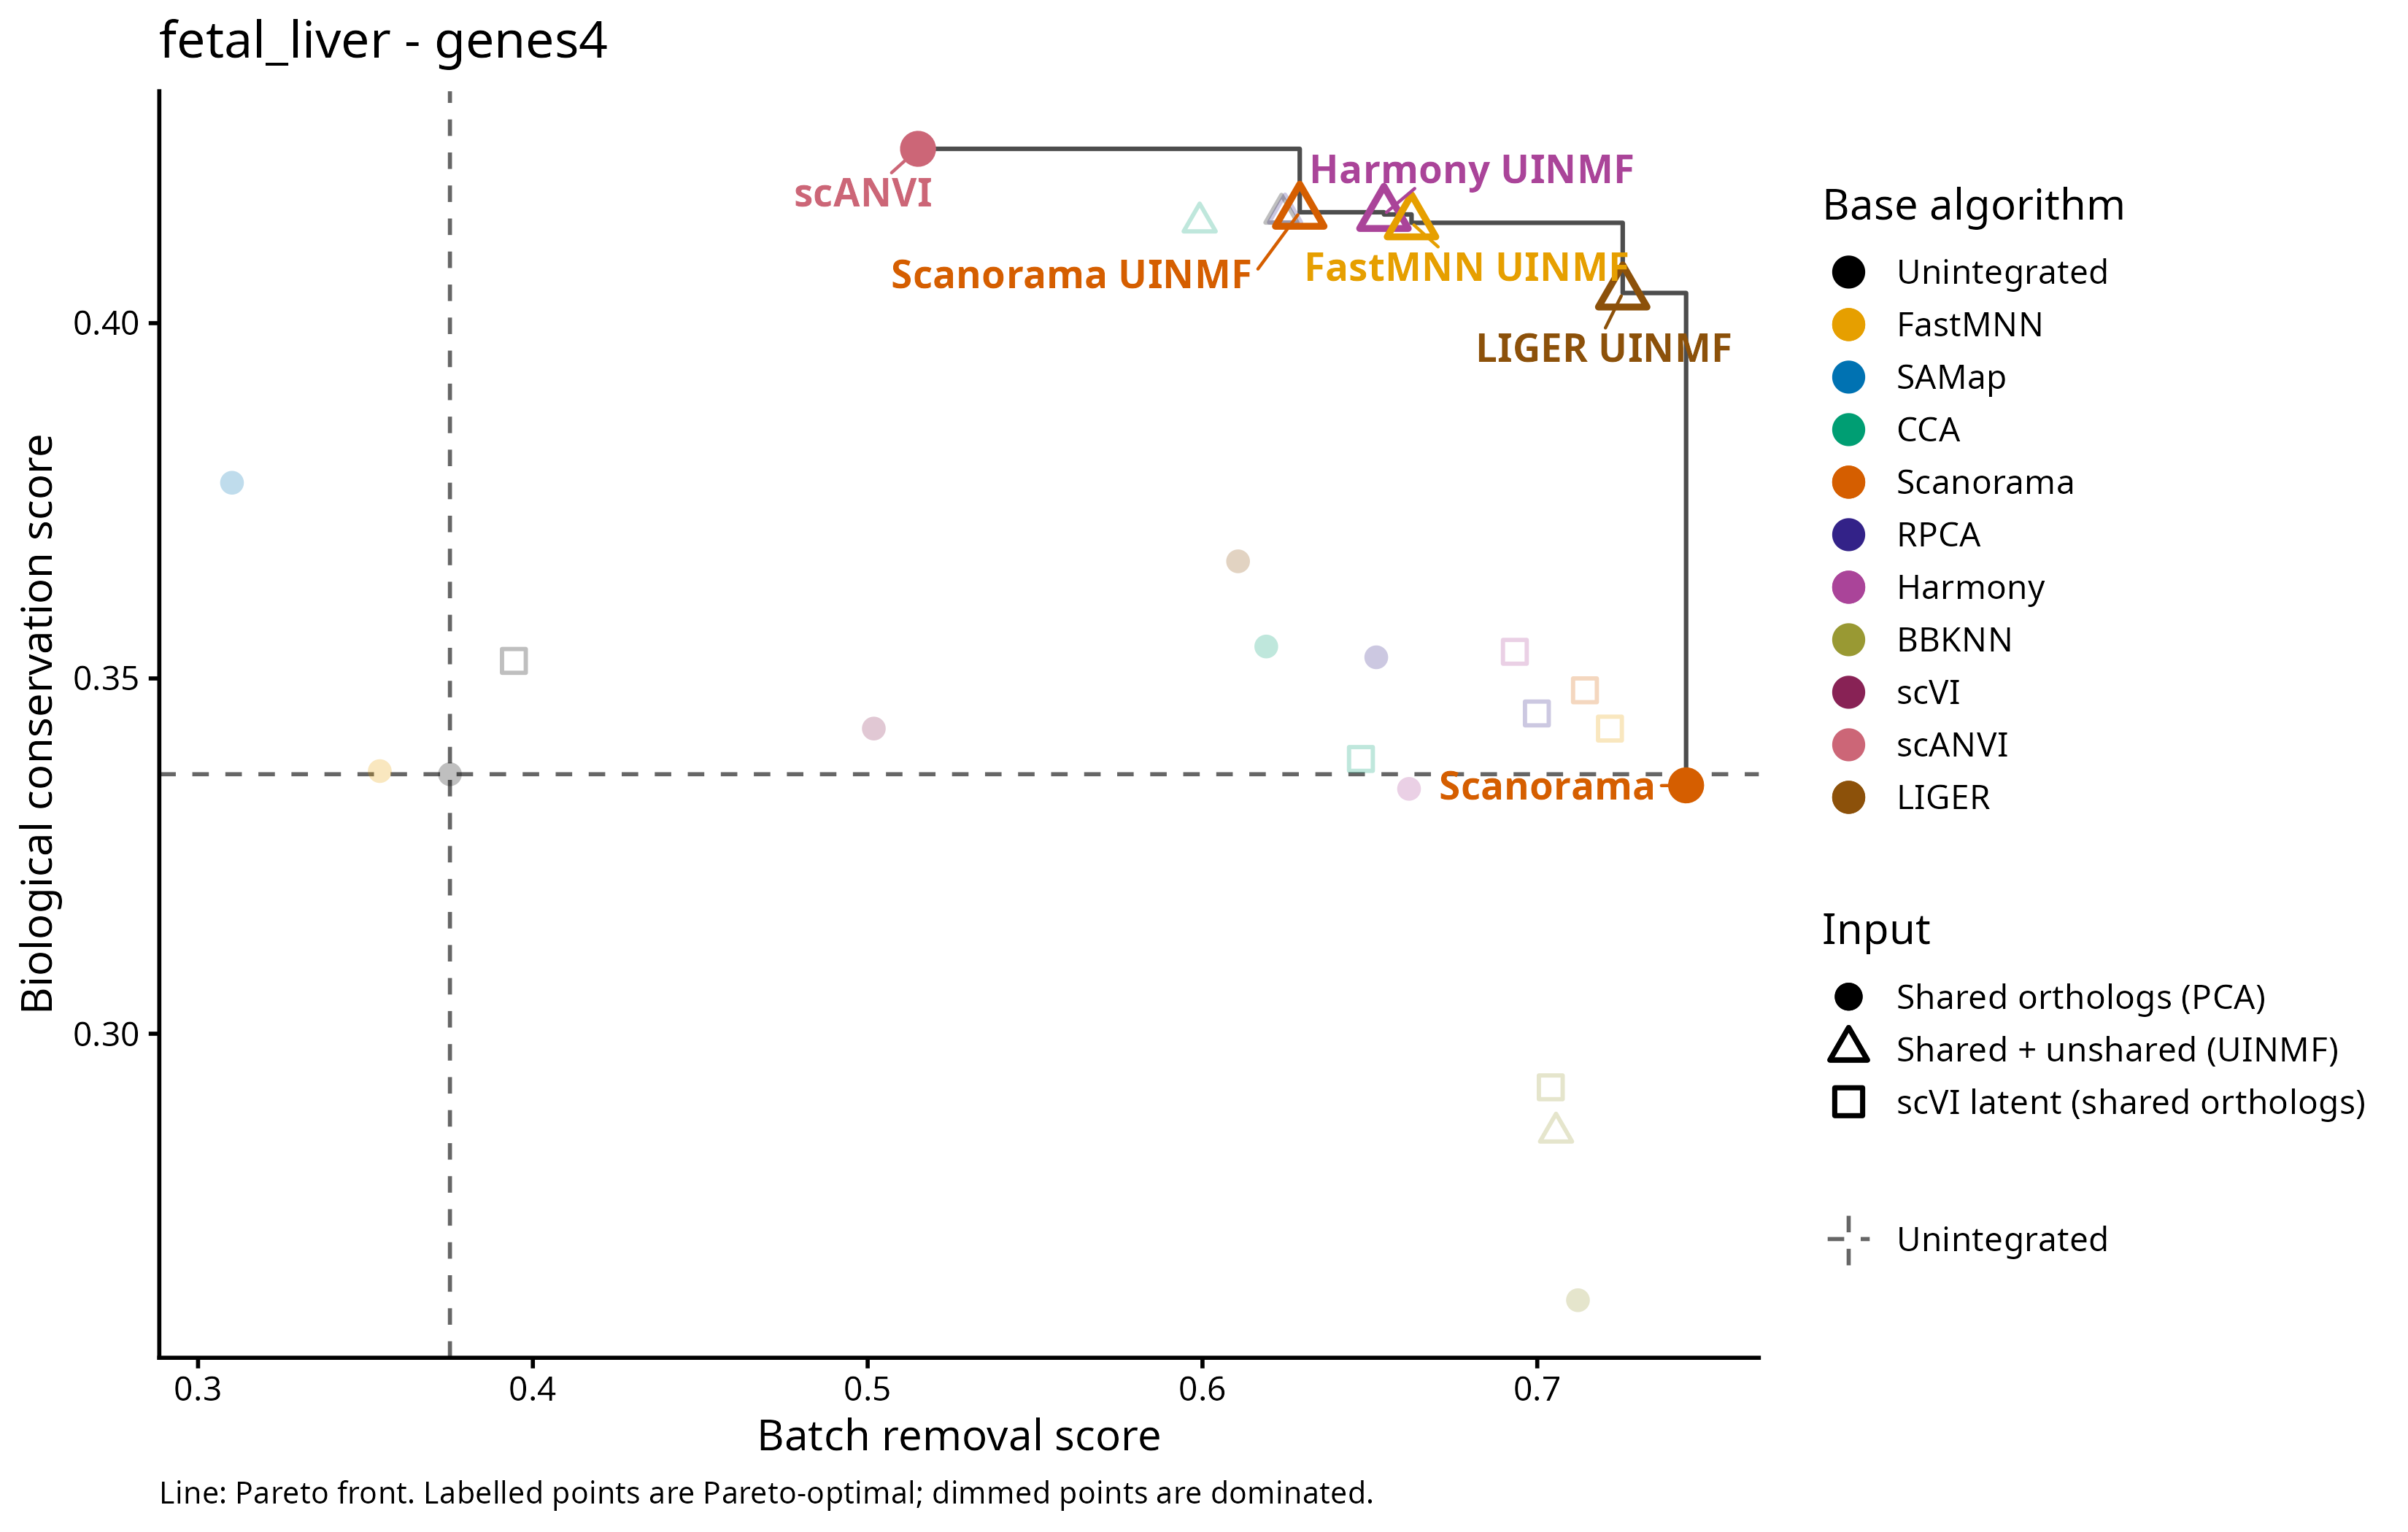 fetal_liver - genes4
Biological conservation score
0.40
0.35
0.30
scANVI
Harmony UINMF
Scanorama UINMF
FastMNN UINMF
LIGER UINMF
Scanorama
0.3
0.4
0.5
0.6
0.7
Batch removal score
Line: Pareto front. Labelled points are Pareto-optimal; dimmed points are dominated.
Base algorithm
Unintegrated
FastMNN
SAMap
CCA
Scanorama
RPCA
Harmony
BBKNN
scVI
scANVI
LIGER
Input
Shared orthologs (PCA)
Shared + unshared (UINMF)
scVI latent (shared orthologs)
Unintegrated